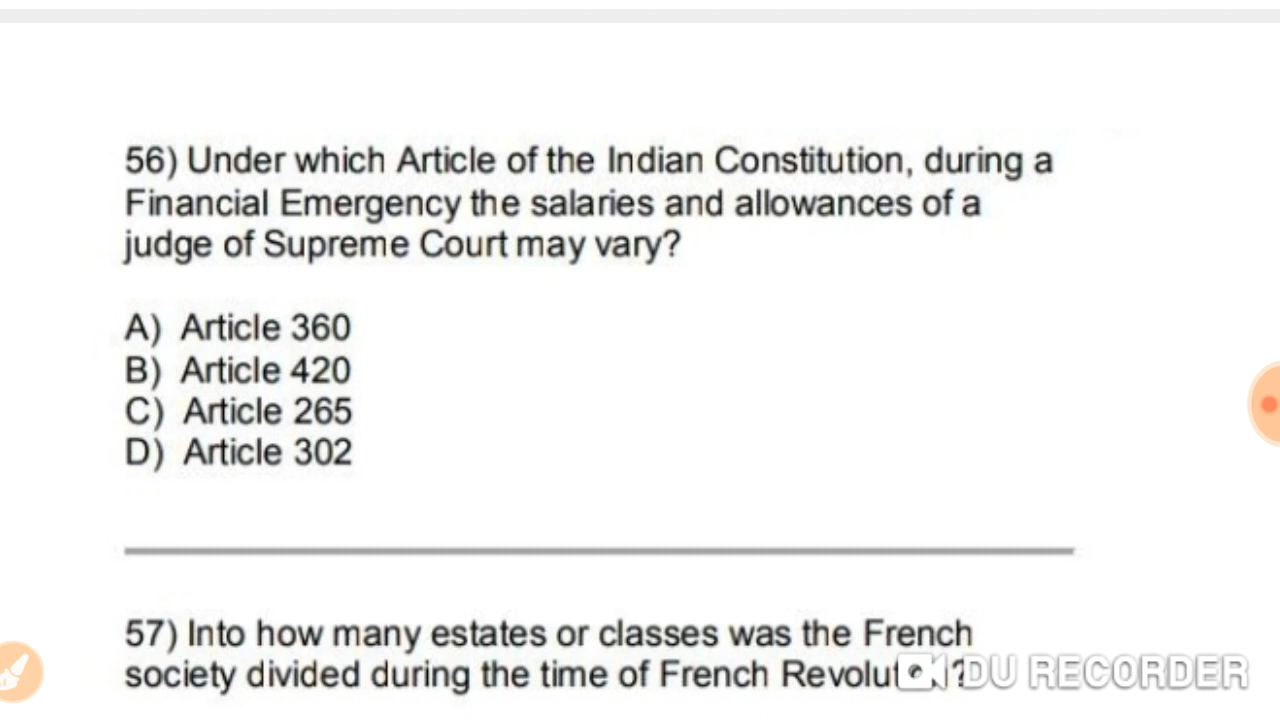 56) Under which Article of the Indian Constitution, during a
Financial Emergency the salaries and allowances of a
judge of Supreme Court may vary?
A) Article 360
B) Article 420
C) Article 265
D) Article 302
57) Into how many estates or classes was the French
society divided during the time of French
DU RECORDER